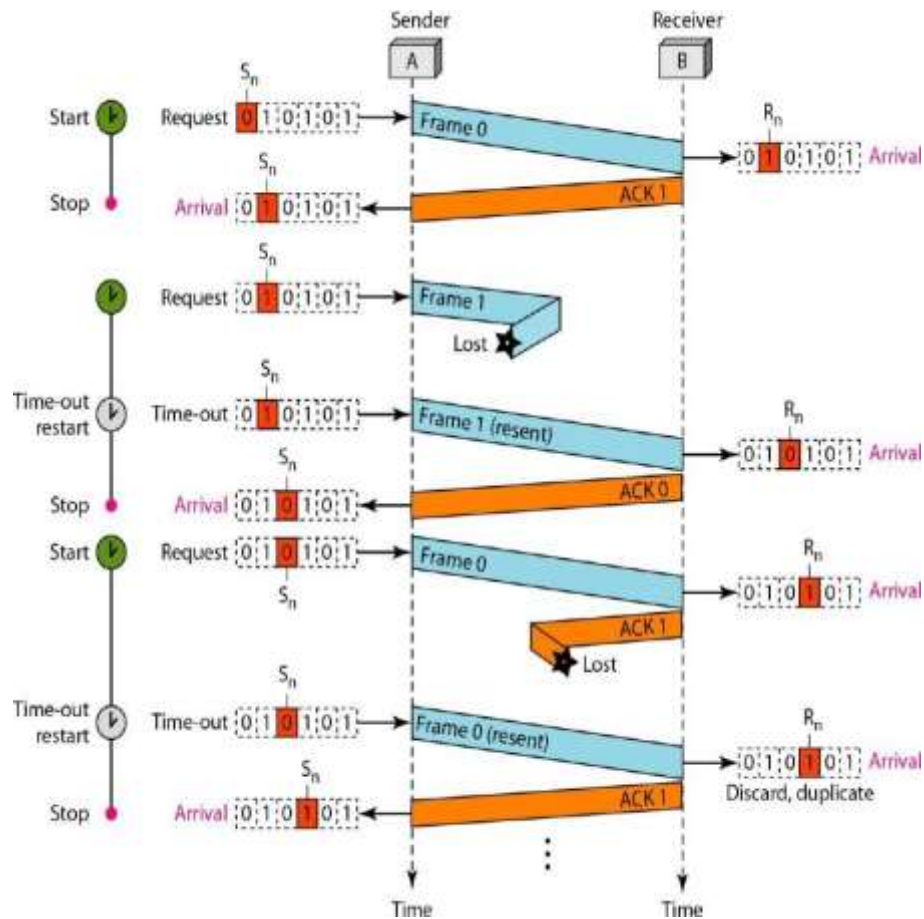 Sender Receiver
A B
Sn
Start Request 0 1 0 1 0 1 Frame 0
Rn
0 1 0 1 0 1 Arrival
Sn
Stop Arrival 0 1 0 1 0 1 ACK 1
Sn
Request 0 1 0 1 0 1 Frame 1
Lost
Sn
Time-out
restart
Time-out 0 1 0 1 0 1 Frame 1 (resent)
Rn
0 1 0 1 0 1 Arrival
Sn
Stop Arrival 0 1 0 1 0 1 ACK 0
Start Request 0 1 0 1 0 1 Frame 0
Sn
Rn
0 1 0 1 0 1 Arrival
ACK 1
Lost
Sn
Time-out
restart
Time-out 0 1 0 1 0 1 Frame 0 (resent)
Rn
0 1 0 1 0 1 Arrival
Discard, duplicate
Sn
Stop Arrival 0 1 0 1 0 1 ACK 1
Time Time